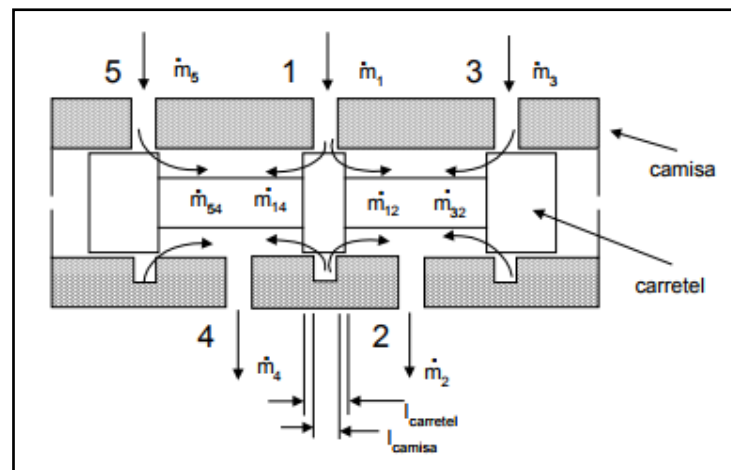 5 ṁ5 1 ṁ1 3 ṁ3
camisa
ṁ54 ṁ14 ṁ12 ṁ32
carretel
4 2
ṁ4 ṁ2
lcarretel
lcamisa